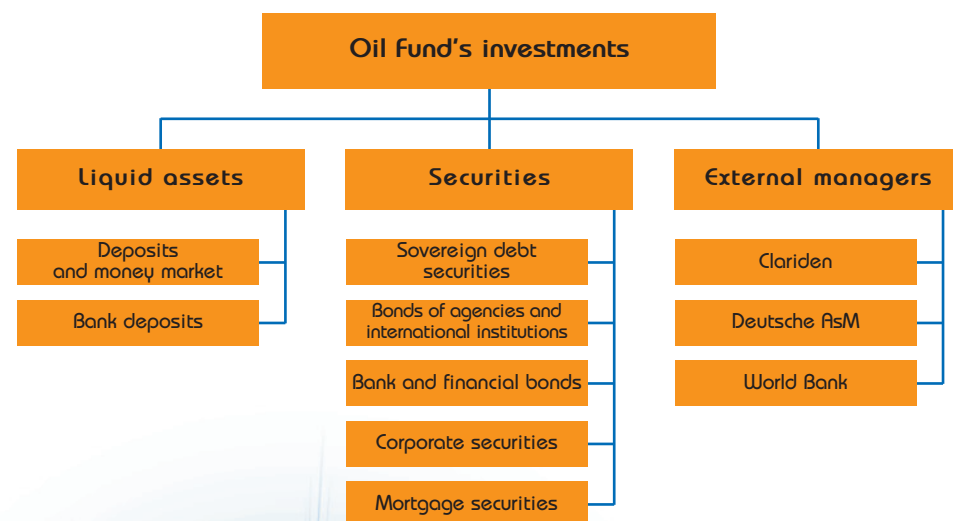 Oil Fund's investments
Liquid assets
Deposits
and money market
Bank deposits
Securities
Sovereign debt
securities
Bonds of agencies and
international institutions
Bank and financial bonds
Corporate securities
Mortgage securities
External managers
Clariden
Deutsche AsM
World Bank